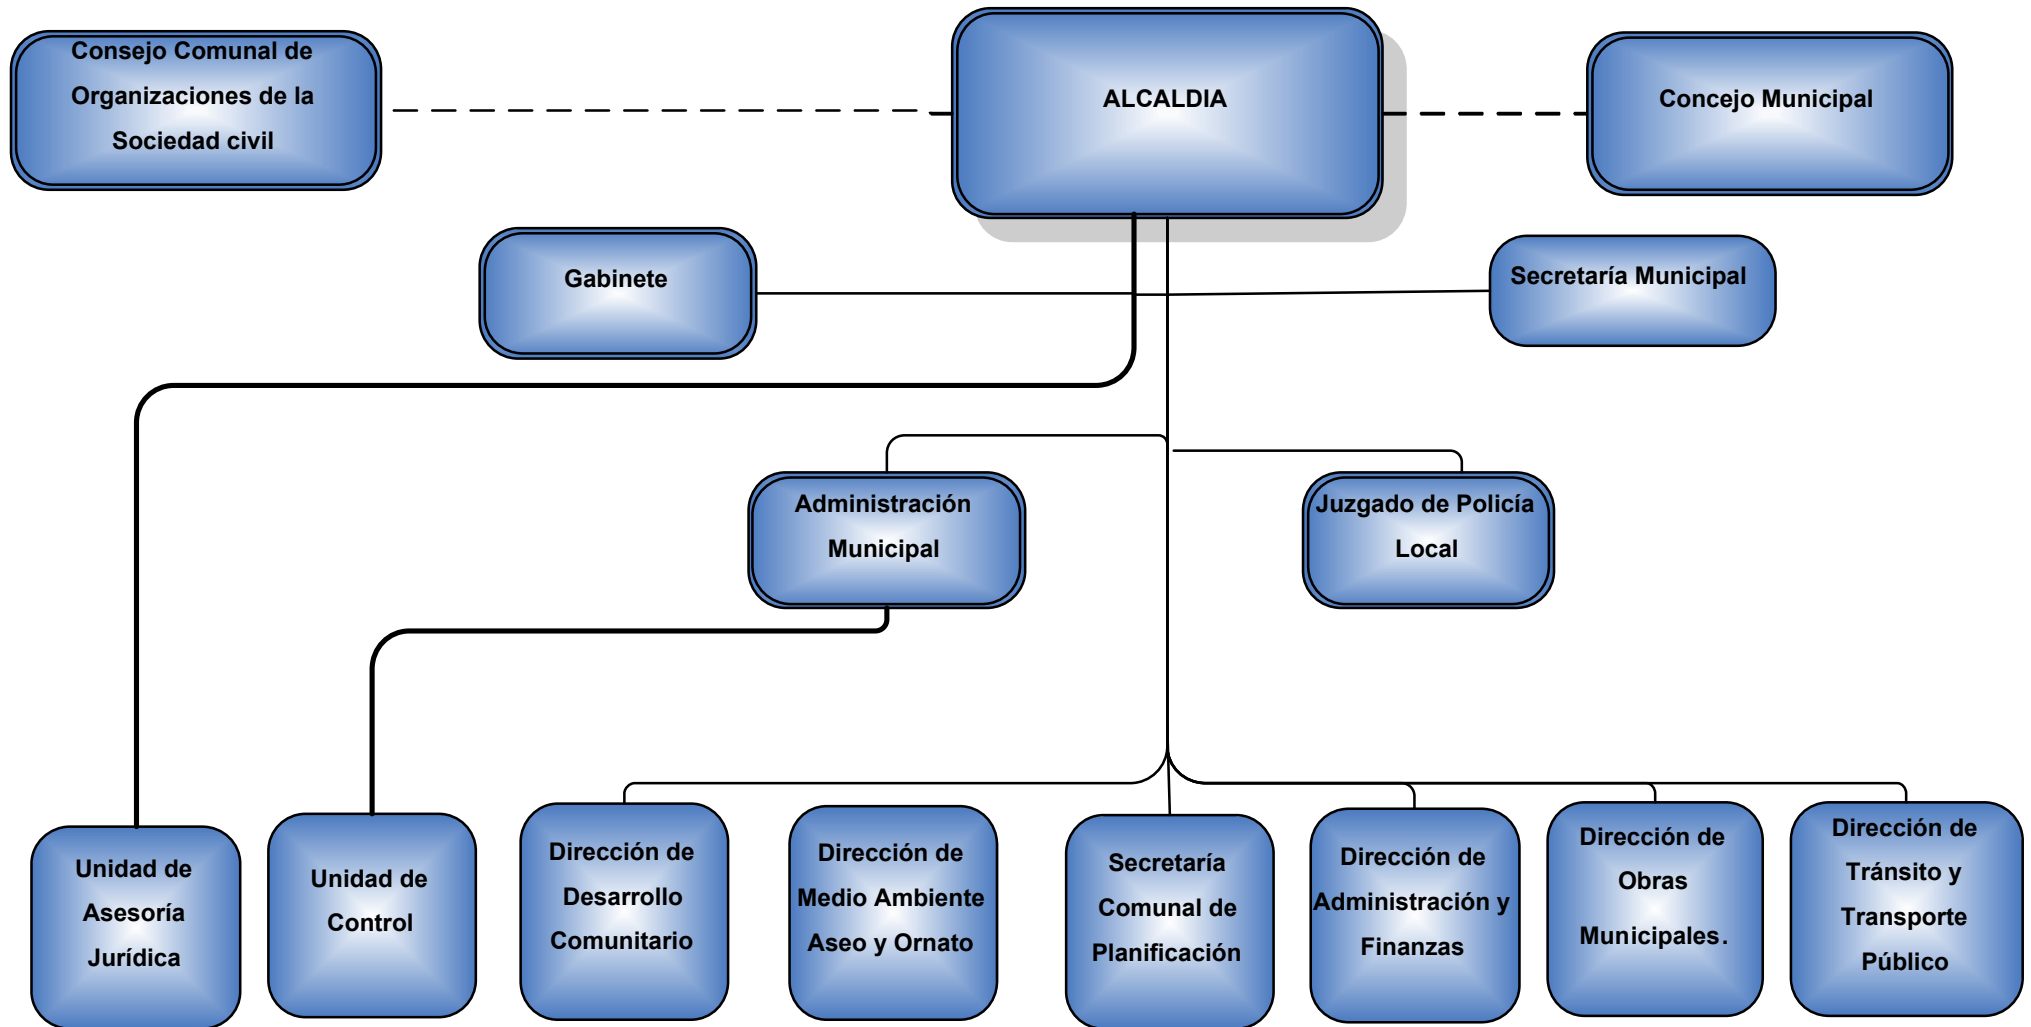 Consejo Comunal de
Organizaciones de la
Sociedad civil
ALCALDIA
Concejo Municipal
Gabinete
Secretaría Municipal
Administración
Municipal
Juzgado de Policía
Local
Unidad de
Asesoría
Jurídica
Unidad de
Control
Dirección de
Desarrollo
Comunitario
Dirección de
Medio Ambiente
Aseo y Ornato
Secretaría
Comunal de
Planificación
Dirección de
Administración y
Finanzas
Dirección de
Obras
Municipales.
Dirección de
Tránsito y
Transporte
Público